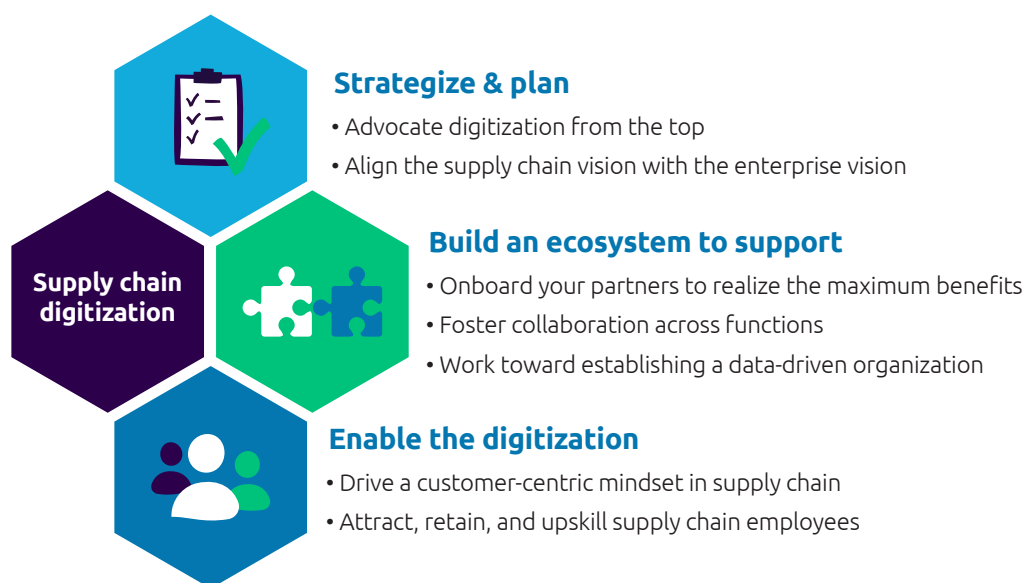 Strategize & plan
• Advocate digitization from the top
• Align the supply chain vision with the enterprise vision
Supply chain
digitization
Build an ecosystem to support
• Onboard your partners to realize the maximum benefits
• Foster collaboration across functions
• Work toward establishing a data-driven organization
Enable the digitization
• Drive a customer-centric mindset in supply chain
• Attract, retain, and upskill supply chain employees